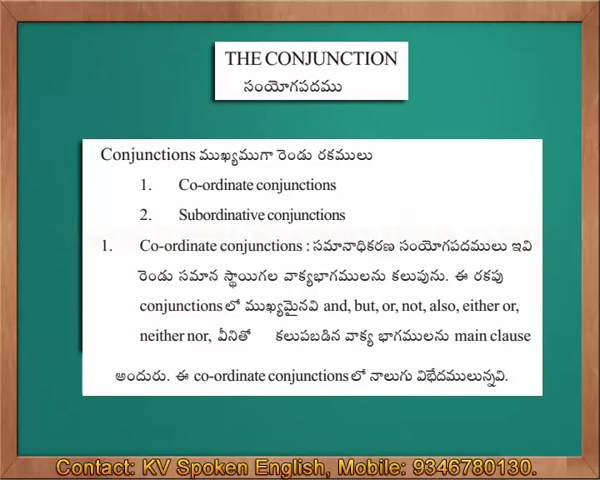 THE CONJUNCTION
సంయోగపదము
Conjunctions ముఖ్యముగా రెండు రకములు
1. Co-ordinate conjunctions
2. Subordinative conjunctions
1. Co-ordinate conjunctions : సమానాధికరణ సంయోగపదములు ఇవి
రెండు సమాన స్థాయిగల వాక్యభాగములను కలుపును. ఈ రకపు
conjunctions లో ముఖ్యమైనవి and, but, or, not, also, either or,
neither nor, వీనితో కలుపబడిన వాక్య భాగములను main clause
అందురు. ఈ co-ordinate conjunctions లో నాలుగు విభేదములున్నవి.
Contact: KV Spoken English, Mobile: 9346780130.